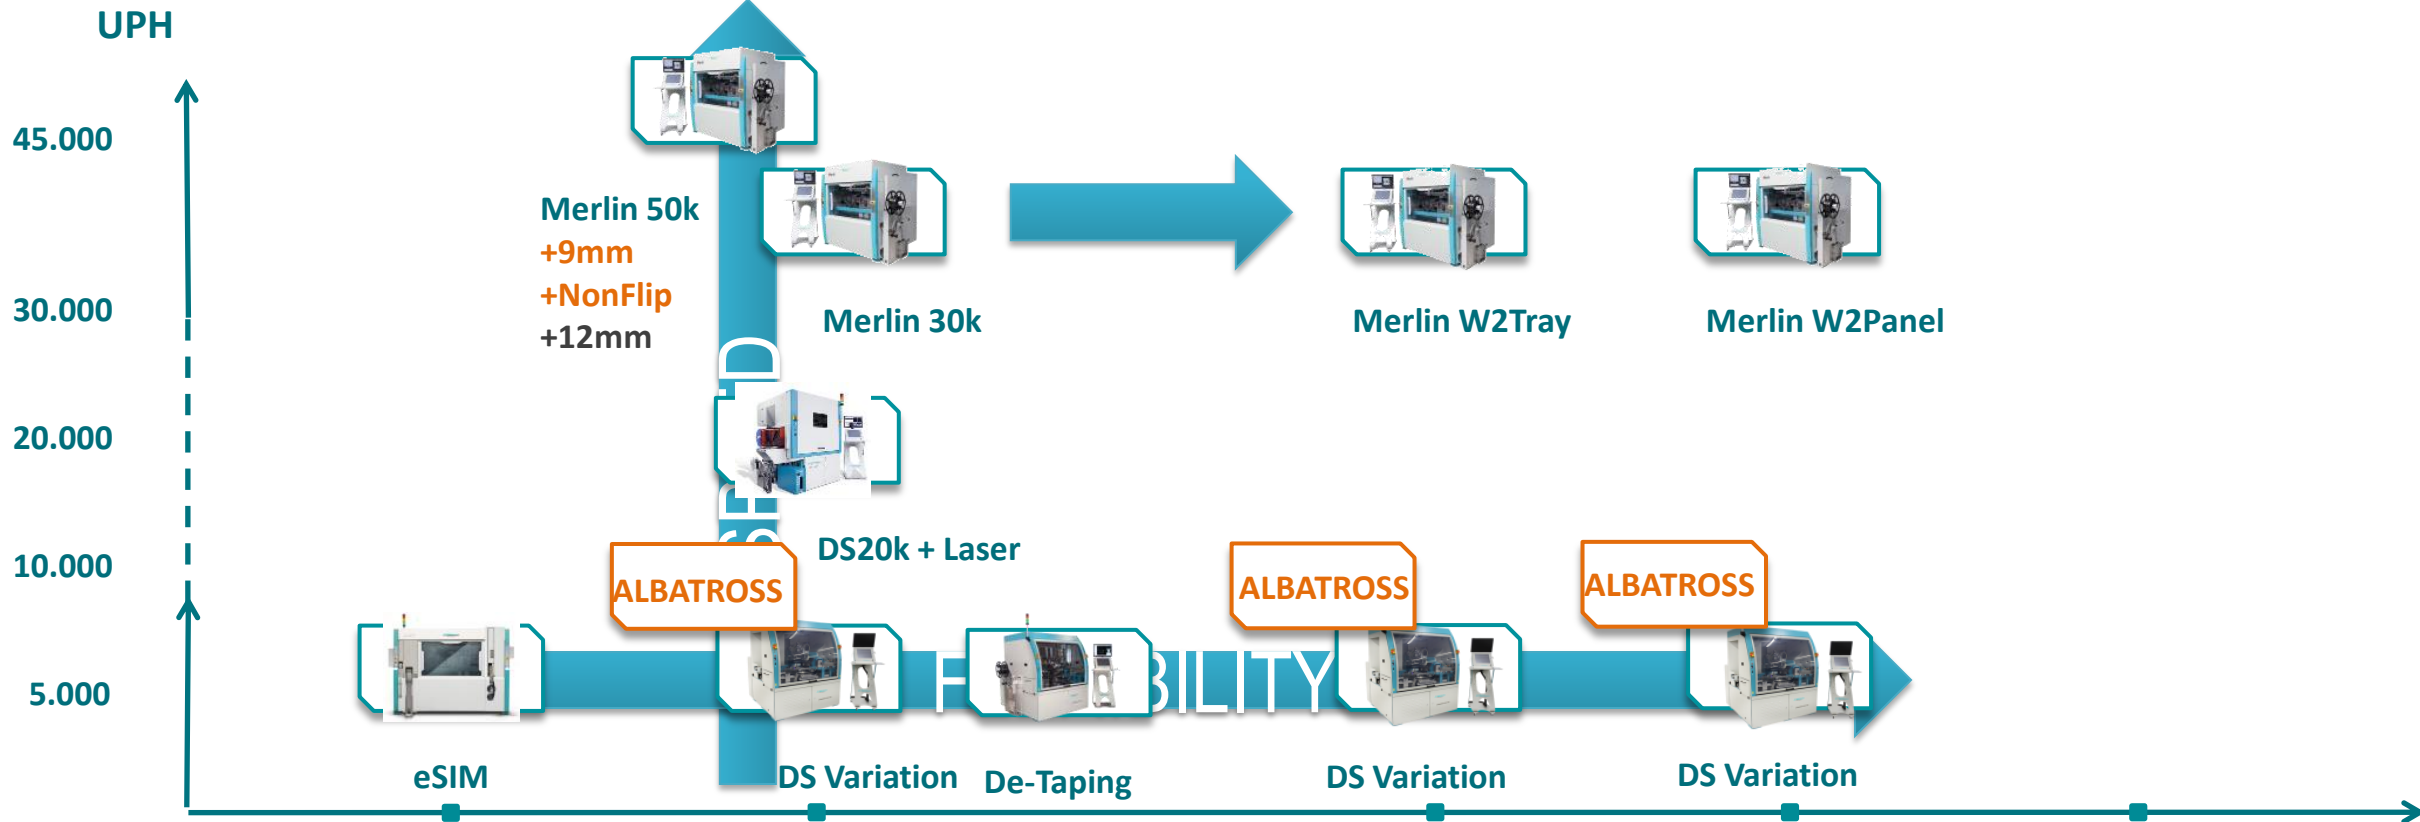 UPH
45.000
Merlin 50k
+9mm
+NonFlip
+12mm
30.000
Merlin 30k
Merlin W2Tray
Merlin W2Panel
20.000
DS20k + Laser
10.000
ALBATROSS
ALBATROSS
ALBATROSS
5.000
eSIM
DS Variation
De-Taping
DS Variation
DS Variation